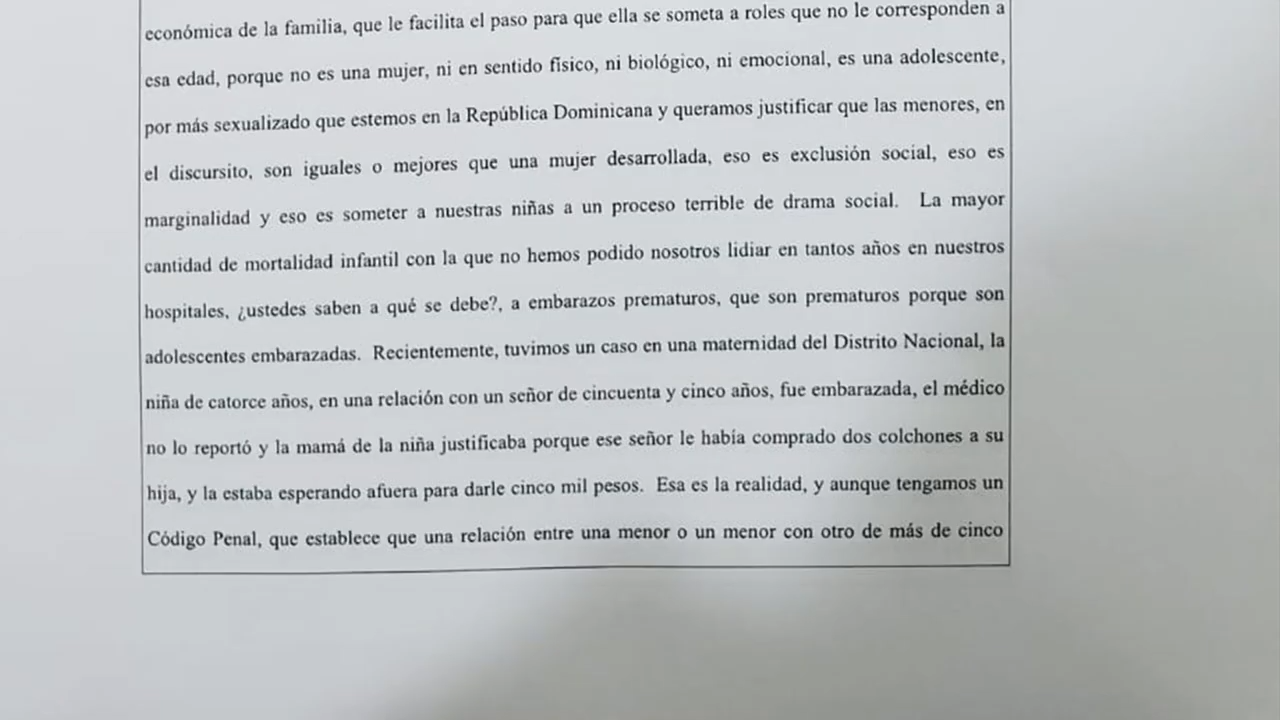 económica de la familia, que le facilita el paso para que ella se someta a roles que no le corresponden a
esa edad, porque no es una mujer, ni en sentido físico, ni biológico, ni emocional, es una adolescente,
por más sexualizado que estemos en la República Dominicana y queramos justificar que las menores, en
el discursito, son iguales o mejores que una mujer desarrollada, eso es exclusión social, eso es
marginalidad y eso es someter a nuestras niñas a un proceso terrible de drama social. La mayor
cantidad de mortalidad infantil con la que no hemos podido nosotros lidiar en tantos años en nuestros
hospitales, ¿ustedes saben a qué se debe?, a embarazos prematuros, que son prematuros porque son
adolescentes embarazadas. Recientemente, tuvimos un caso en una maternidad del Distrito Nacional, la
niña de catorce años, en una relación con un señor de cincuenta y cinco años, fue embarazada, el médico
no lo reportó y la mamá de la niña justificaba porque ese señor le había comprado dos colchones a su
hija, y la estaba esperando afuera para darle cinco mil pesos. Esa es la realidad, y aunque tengamos un
Código Penal, que establece que una relación entre una menor o un menor con otro de más de cinco